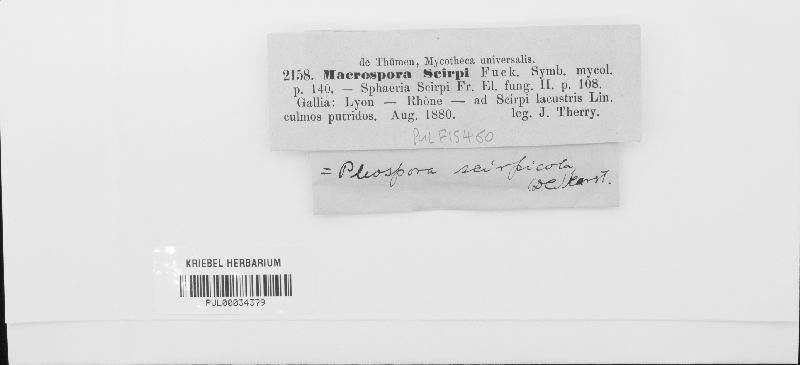 de Thümen, Mycotheca universalis.
2158. Macrospora Scirpi Fuck. Symb. mycol.
p. 140. — Sphaeria Scirpi Fr. El. fung. II. p. 108.
Gallia: Lyon — Rhône — ad Scirpi lacustris Lin.
culmos putridos. Aug. 1880. leg. J. Therry.
PUL F15460
= Pleospora scirpicola
(DC) Karst.
KRIEBEL HERBARIUM
PUL00034379